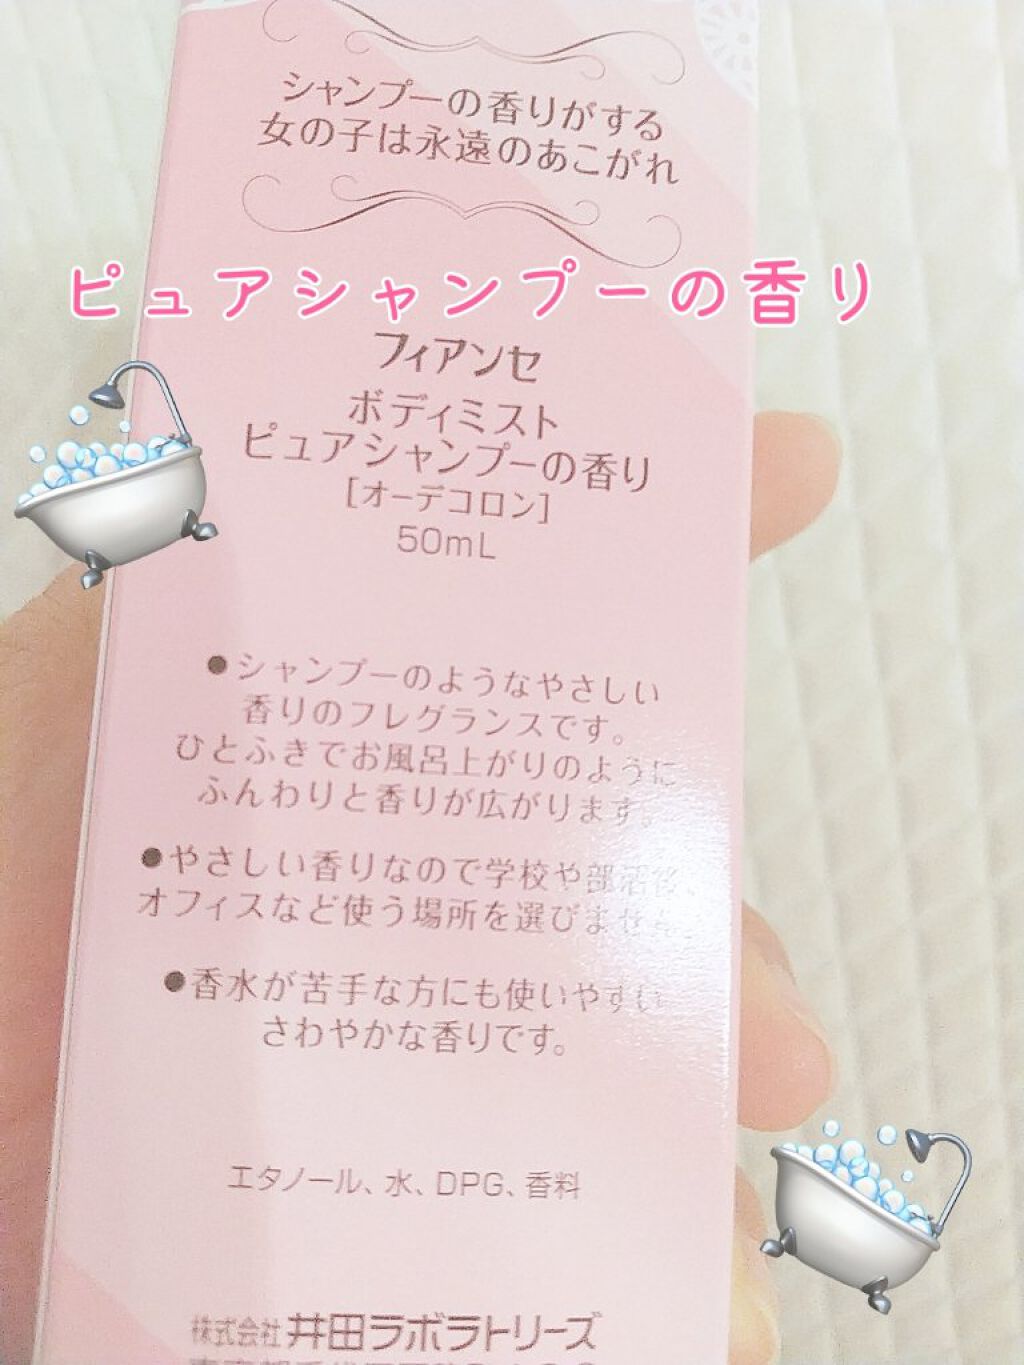 シャンプーの香りがする
女の子は永遠のあこがれ
ピュアシャンプーの香り
フィアンセ
ボディミスト
ピュアシャンプーの香り
[オーデコロン]
50mL
●シャンプーのようなやさしい
香りのフレグランスです。
ひとふきでお風呂上がりのように
ふんわりと香りが広がります。
●やさしい香りなので学校や部活後、
オフィスなど使う場所を選びません。
●香水が苦手な方にも使いやすい
さわやかな香りです。
エタノール、水、DPG、香料
株式会社 井田ラボラトリーズ